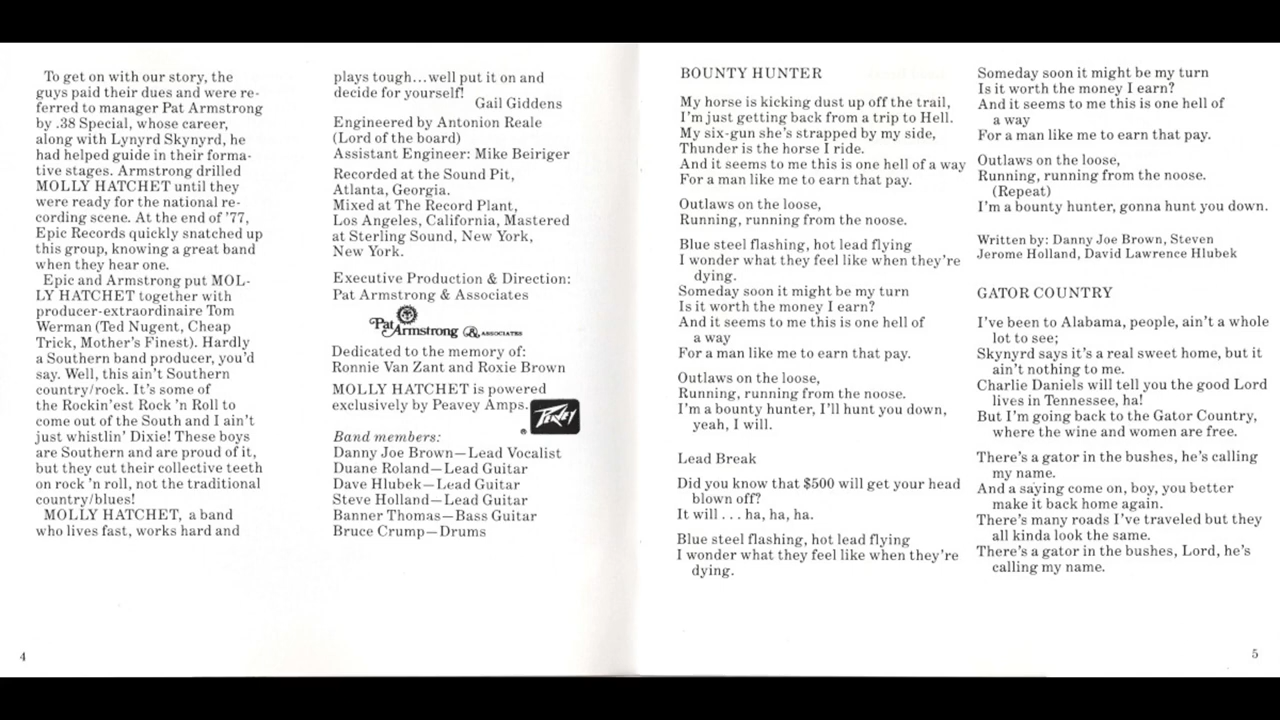 To get on with our story, the
guys paid their dues and were re-
ferred to manager Pat Armstrong
by .38 Special, whose career,
along with Lynyrd Skynyrd, he
had helped guide in their forma-
tive stages. Armstrong drilled
MOLLY HATCHET until they
were ready for the national re-
cording scene. At the end of '77,
Epic Records quickly snatched up
this group, knowing a great band
when they hear one.
Epic and Armstrong put MOL-
LY HATCHET together with
producer-extraordinaire Tom
Werman (Ted Nugent, Cheap
Trick, Mother's Finest). Hardly
a Southern band producer, you'd
say. Well, this ain't Southern
country/rock. It's some of
the Rockin'est Rock 'n Roll to
come out of the South and I ain't
just whistlin' Dixie! These boys
are Southern and are proud of it,
but they cut their collective teeth
on rock 'n roll, not the traditional
country/blues!
MOLLY HATCHET, a band
who lives fast, works hard and
4
plays tough...well put it on and
decide for yourself!
Gail Giddens
Engineered by Antonion Reale
(Lord of the board)
Assistant Engineer: Mike Beiriger
Recorded at the Sound Pit,
Atlanta, Georgia.
Mixed at The Record Plant,
Los Angeles, California, Mastered
at Sterling Sound, New York,
New York.
Executive Production & Direction:
Pat Armstrong & Associates
Pat
Armstrong & ASSOCIATES
Dedicated to the memory of:
Ronnie Van Zant and Roxie Brown
MOLLY HATCHET is powered
exclusively by Peavey Amps.
PEAVEY
®
Band members:
Danny Joe Brown—Lead Vocalist
Duane Roland—Lead Guitar
Dave Hlubek—Lead Guitar
Steve Holland—Lead Guitar
Banner Thomas—Bass Guitar
Bruce Crump—Drums
BOUNTY HUNTER
My horse is kicking dust up off the trail,
I'm just getting back from a trip to Hell.
My six-gun she's strapped by my side,
Thunder is the horse I ride.
And it seems to me this is one hell of a way
For a man like me to earn that pay.
Outlaws on the loose,
Running, running from the noose.
Blue steel flashing, hot lead flying
I wonder what they feel like when they're
dying.
Someday soon it might be my turn
Is it worth the money I earn?
And it seems to me this is one hell of
a way
For a man like me to earn that pay.
Outlaws on the loose,
Running, running from the noose.
I'm a bounty hunter, I'll hunt you down,
yeah, I will.
Lead Break
Did you know that $500 will get your head
blown off?
It will . . . ha, ha, ha.
Blue steel flashing, hot lead flying
I wonder what they feel like when they're
dying.
Someday soon it might be my turn
Is it worth the money I earn?
And it seems to me this is one hell of
a way
For a man like me to earn that pay.
Outlaws on the loose,
Running, running from the noose.
(Repeat)
I'm a bounty hunter, gonna hunt you down.
Written by: Danny Joe Brown, Steven
Jerome Holland, David Lawrence Hlubek
GATOR COUNTRY
I've been to Alabama, people, ain't a whole
lot to see;
Skynyrd says it's a real sweet home, but it
ain't nothing to me.
Charlie Daniels will tell you the good Lord
lives in Tennessee, ha!
But I'm going back to the Gator Country,
where the wine and women are free.
There's a gator in the bushes, he's calling
my name.
And a saying come on, boy, you better
make it back home again.
There's many roads I've traveled but they
all kinda look the same.
There's a gator in the bushes, Lord, he's
calling my name.
5